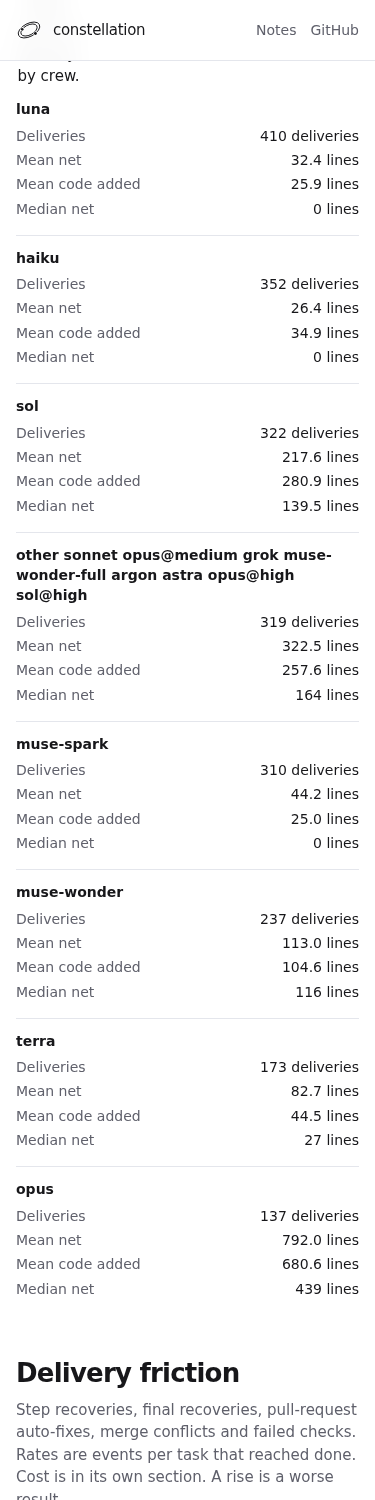 constellation Notes GitHub
by crew.
luna
Deliveries 410 deliveries
Mean net 32.4 lines
Mean code added 25.9 lines
Median net 0 lines
haiku
Deliveries 352 deliveries
Mean net 26.4 lines
Mean code added 34.9 lines
Median net 0 lines
sol
Deliveries 322 deliveries
Mean net 217.6 lines
Mean code added 280.9 lines
Median net 139.5 lines
other sonnet opus@medium grok muse-
wonder-full argon astra opus@high
sol@high
Deliveries 319 deliveries
Mean net 322.5 lines
Mean code added 257.6 lines
Median net 164 lines
muse-spark
Deliveries 310 deliveries
Mean net 44.2 lines
Mean code added 25.0 lines
Median net 0 lines
muse-wonder
Deliveries 237 deliveries
Mean net 113.0 lines
Mean code added 104.6 lines
Median net 116 lines
terra
Deliveries 173 deliveries
Mean net 82.7 lines
Mean code added 44.5 lines
Median net 27 lines
opus
Deliveries 137 deliveries
Mean net 792.0 lines
Mean code added 680.6 lines
Median net 439 lines
Delivery friction
Step recoveries, final recoveries, pull-request
auto-fixes, merge conflicts and failed checks.
Rates are events per task that reached done.
Cost is in its own section. A rise is a worse
result